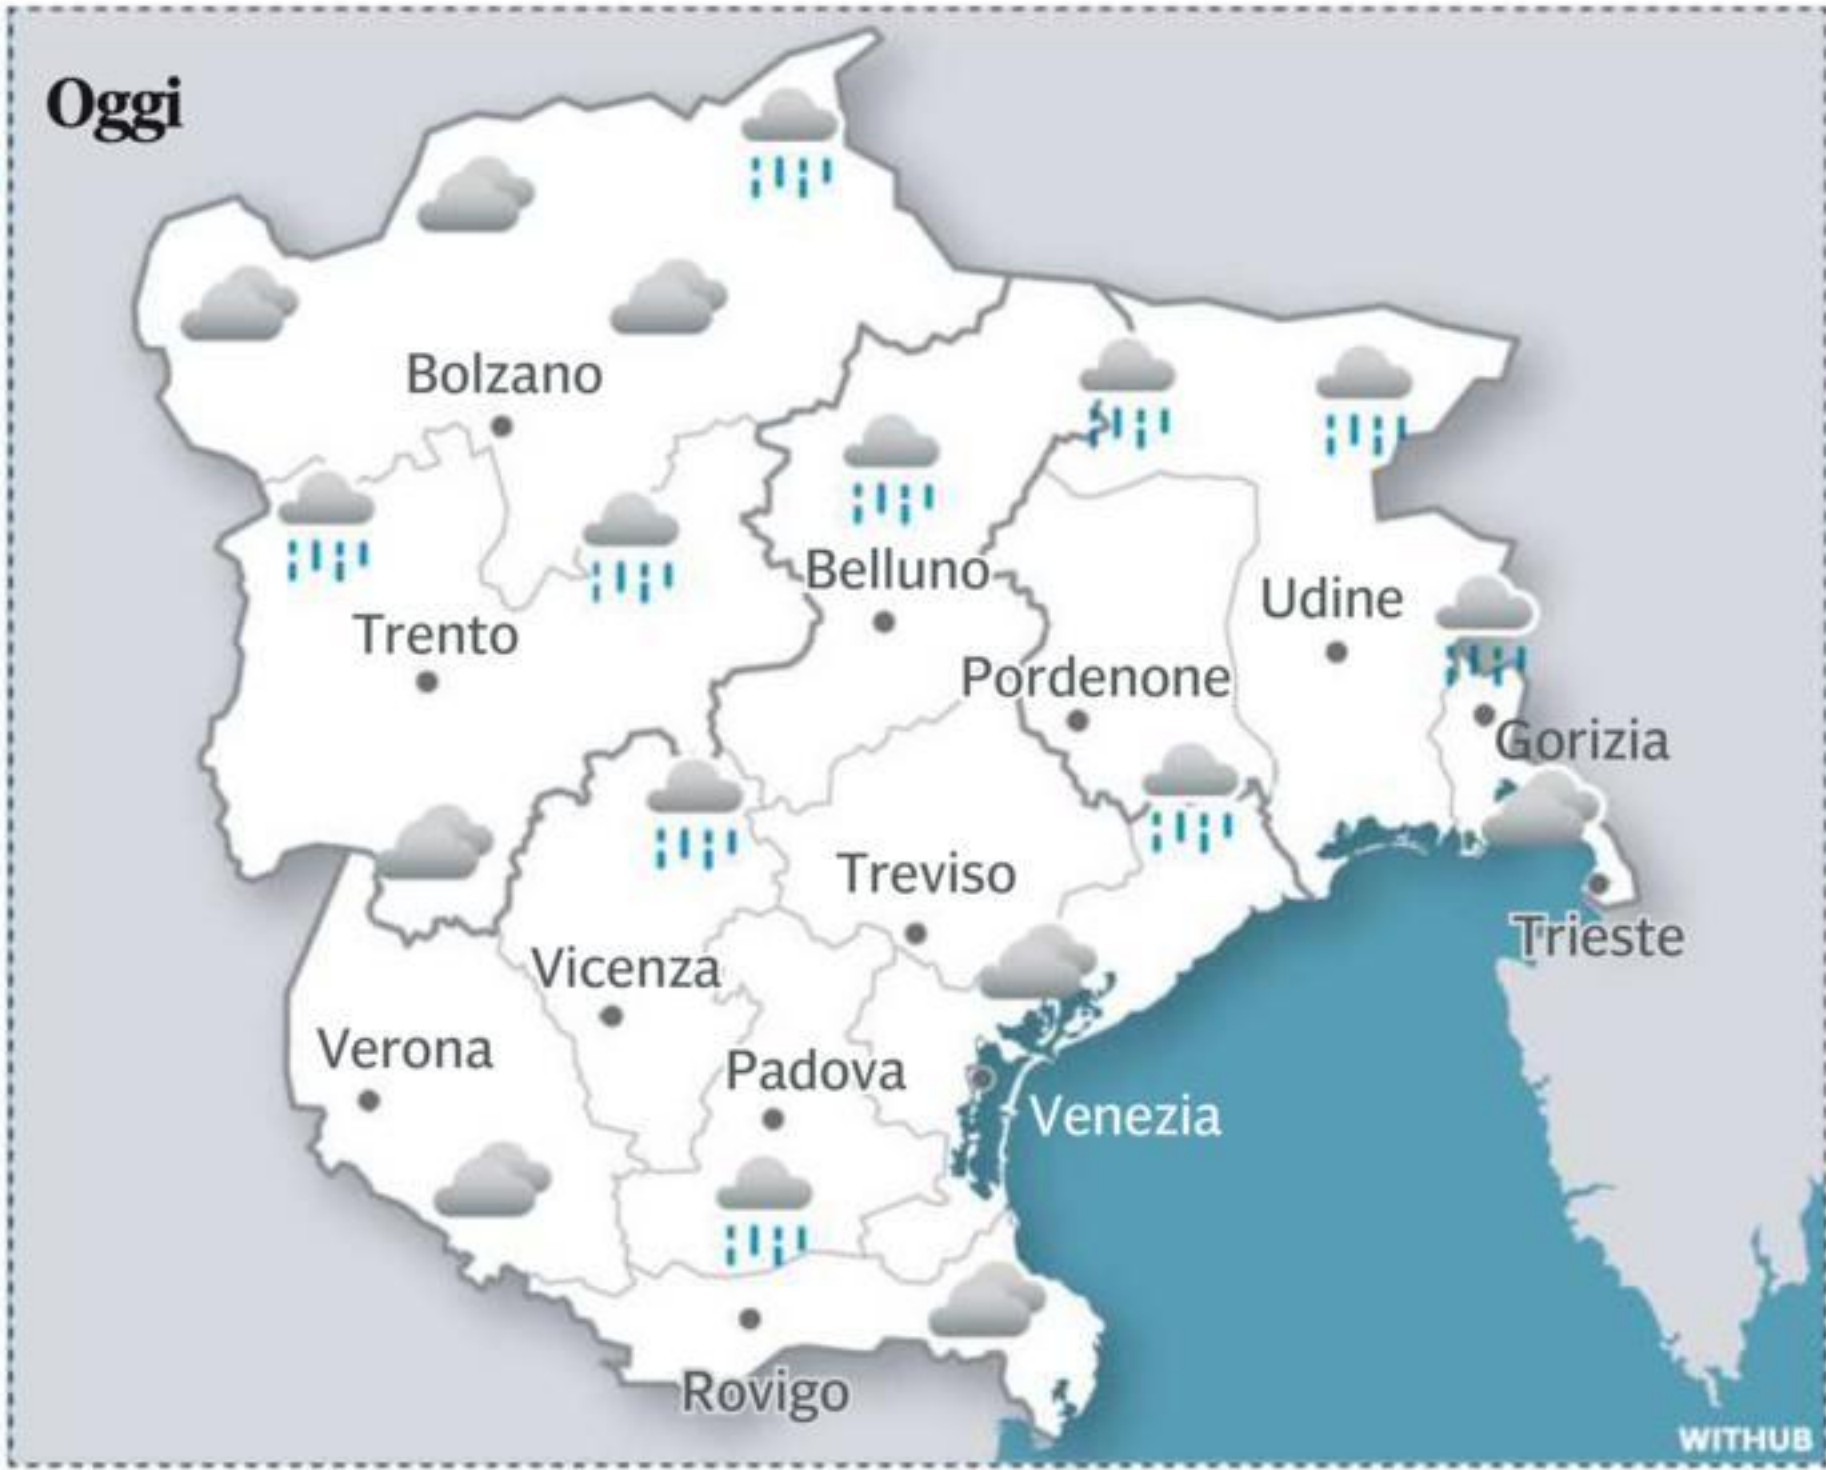 Oggi
Bolzano
Belluno
Udine
Trento
Pordenone
Gorizia
Treviso
Trieste
Vicenza
Verona
Padova
Venezia
Rovigo
WITHUB